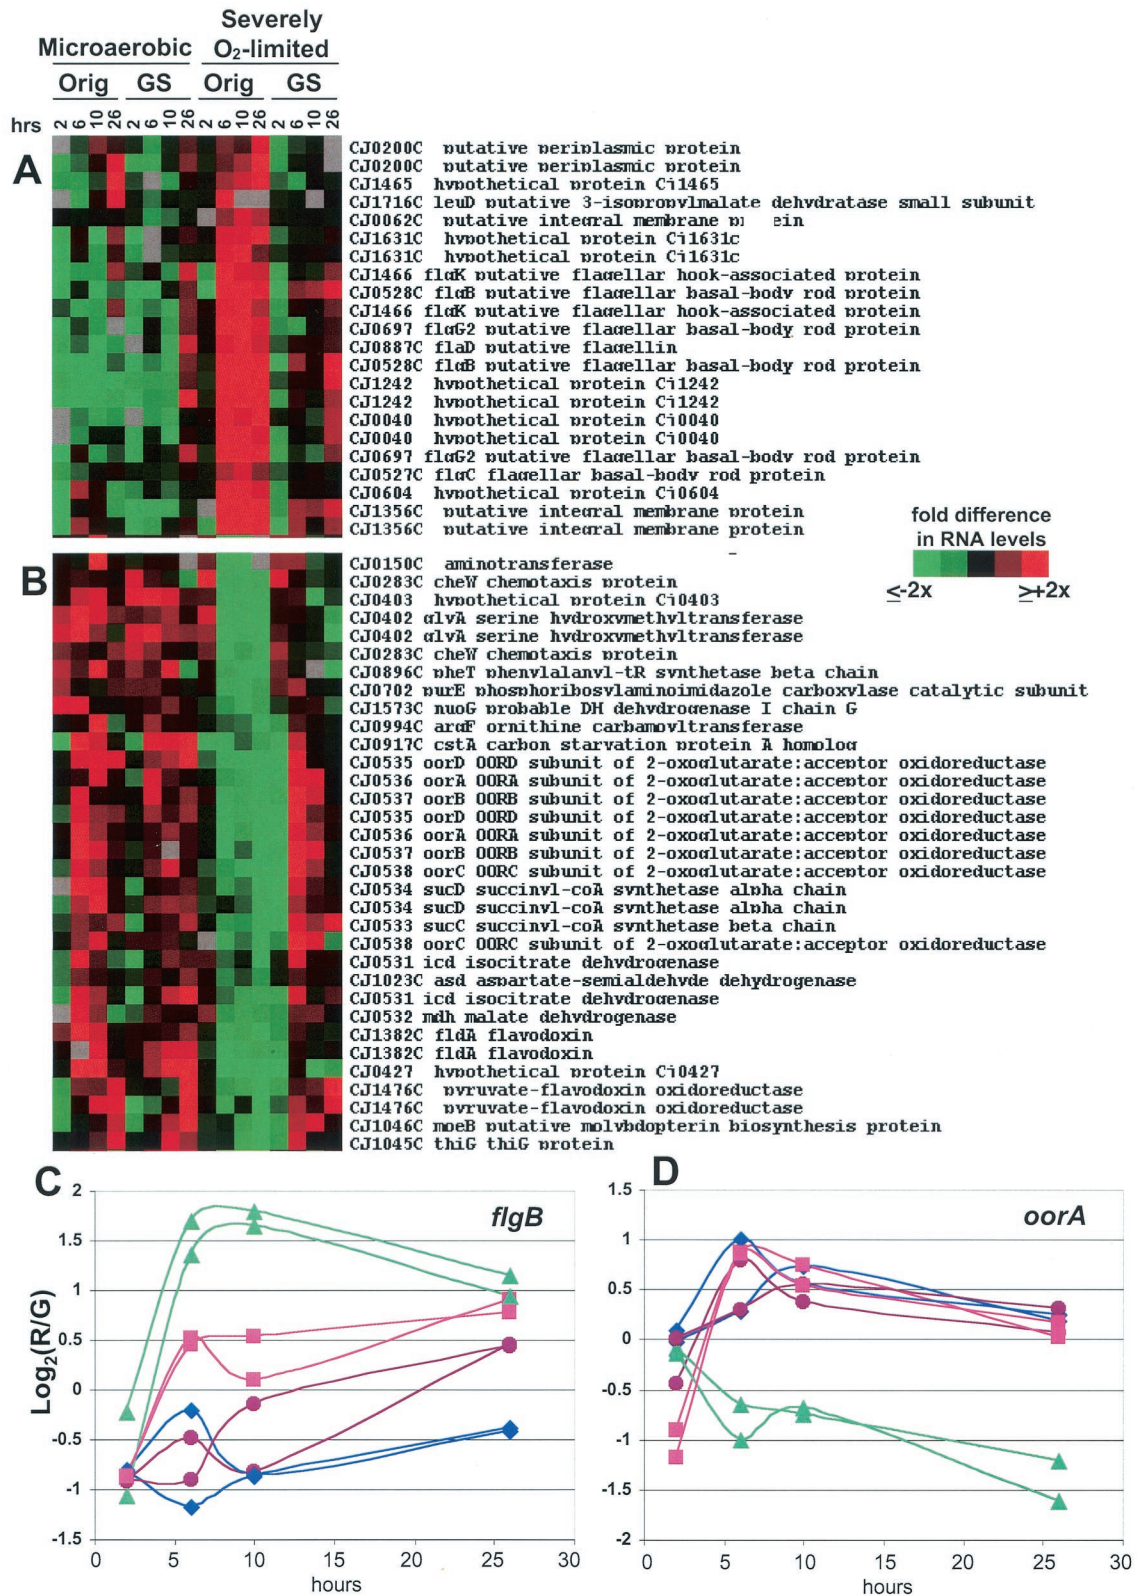 Severely
Microaerobic O2-limited
Orig GS Orig GS
hrs 2 6 10 26 2 6 10 26 2 6 10 26 2 6 10 26
A
CJ0200C putative periplasmic protein
CJ0200C putative periplasmic protein
CJ1465 hypothetical protein Cj1465
CJ1716C leuD putative 3-isopropylmalate dehydratase small subunit
CJ0062C putative integral membrane
CJ1631C hypothetical protein Cj1631c
CJ1631C hypothetical protein Cj1631c
CJ1466 flgK putative flagellar hook-associated protein
CJ0528C flgB putative flagellar basal-body rod protein
CJ1466 flgK putative flagellar hook-associated protein
CJ0697 flgG2 putative flagellar basal-body rod protein
CJ0887C flaD putative flagellin
CJ0528C flgB putative flagellar basal-body rod protein
CJ1242 hypothetical protein Cj1242
CJ1242 hypothetical protein Cj1242
CJ0040 hypothetical protein Cj0040
CJ0040 hypothetical protein Cj0040
CJ0697 flgG2 putative flagellar basal-body rod protein
CJ0527C flgC flagellar basal-body rod protein
CJ0604 hypothetical protein Cj0604
CJ1356C putative integral membrane protein
CJ1356C putative integral membrane protein
fold difference
in RNA levels
≤-2x ≥+2x
B
CJ0150C aminotransferase
CJ0283C cheW chemotaxis protein
CJ0403 hypothetical protein Cj0403
CJ0402 glyA serine hydroxymethyltransferase
CJ0402 glyA serine hydroxymethyltransferase
CJ0283C cheW chemotaxis protein
CJ0896C pheT phenylalanyl-tR synthetase beta chain
CJ0702 purE phosphoribosylaminoimidazole carboxylase catalytic subunit
CJ1573C nuoG probable DH dehydrogenase I chain G
CJ0994C argF ornithine carbamoyltransferase
CJ0917C cstA carbon starvation protein A homolog
CJ0535 oorD OORD subunit of 2-oxoglutarate:acceptor oxidoreductase
CJ0536 oorA OORA subunit of 2-oxoglutarate:acceptor oxidoreductase
CJ0537 oorB OORB subunit of 2-oxoglutarate:acceptor oxidoreductase
CJ0535 oorD OORD subunit of 2-oxoglutarate:acceptor oxidoreductase
CJ0536 oorA OORA subunit of 2-oxoglutarate:acceptor oxidoreductase
CJ0537 oorB OORB subunit of 2-oxoglutarate:acceptor oxidoreductase
CJ0538 oorC OORC subunit of 2-oxoglutarate:acceptor oxidoreductase
CJ0534 sucD succinyl-coA synthetase alpha chain
CJ0534 sucD succinyl-coA synthetase alpha chain
CJ0533 sucC succinyl-coA synthetase beta chain
CJ0538 oorC OORC subunit of 2-oxoglutarate:acceptor oxidoreductase
CJ0531 icd isocitrate dehydrogenase
CJ1023C asd aspartate-semialdehyde dehydrogenase
CJ0531 icd isocitrate dehydrogenase
CJ0532 mdh malate dehydrogenase
CJ1382C fldA flavodoxin
CJ1382C fldA flavodoxin
CJ0427 hypothetical protein Cj0427
CJ1476C pyruvate-flavodoxin oxidoreductase
CJ1476C pyruvate-flavodoxin oxidoreductase
CJ1046C moeB putative molybdopterin biosynthesis protein
CJ1045C thiG thiG protein
C
flgB
Log2(R/G)
2
1.5
1
0.5
0
-0.5
-1
-1.5
0 5 10 15 20 25 30
hours
D
oorA
1.5
1
0.5
0
-0.5
-1
-1.5
-2
0 5 10 15 20 25 30
hours